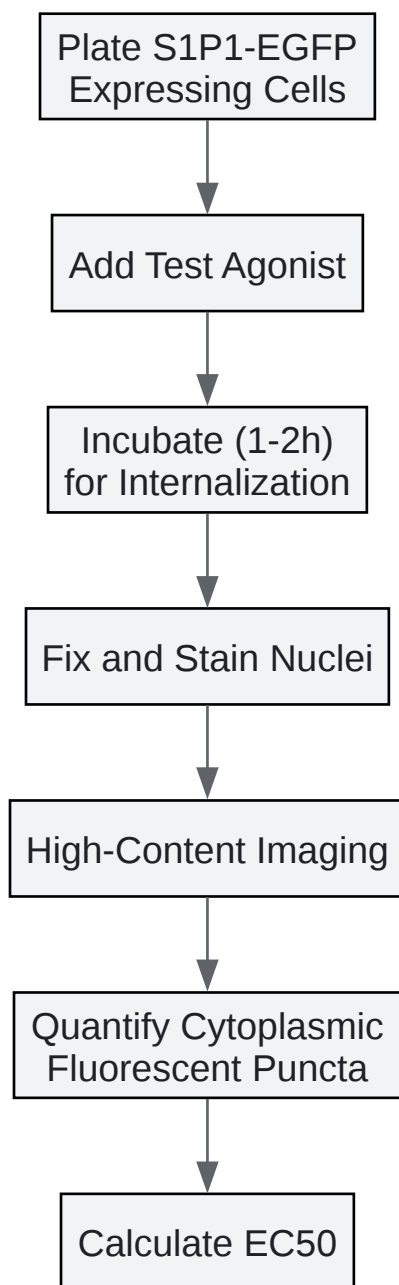 Plate S1P1-EGFP
Expressing Cells
Add Test Agonist
Incubate (1-2h)
for Internalization
Fix and Stain Nuclei
High-Content Imaging
Quantify Cytoplasmic
Fluorescent Puncta
Calculate EC50